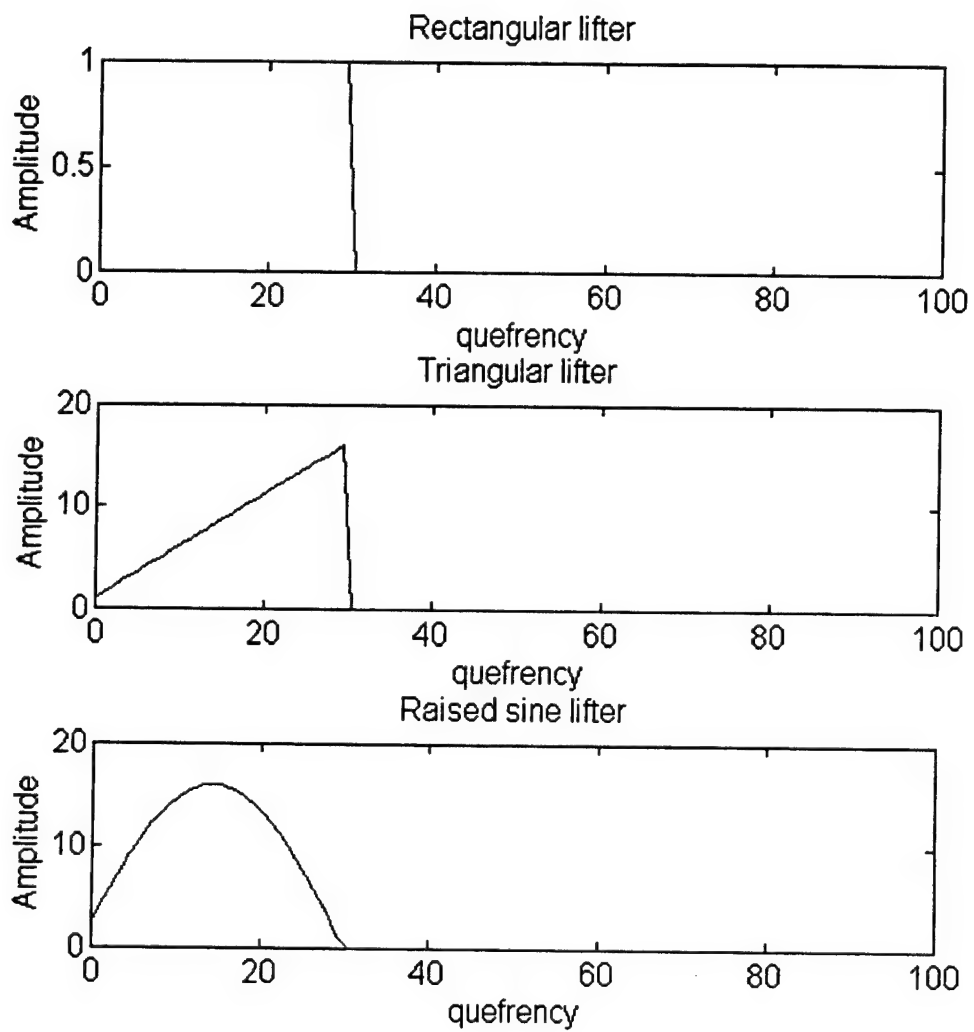 Rectangular lifter
1
0.5
0
Amplitude
0 20 40 60 80 100
quefrency
Triangular lifter
20
10
0
Amplitude
0 20 40 60 80 100
quefrency
Raised sine lifter
20
10
0
Amplitude
0 20 40 60 80 100
quefrency